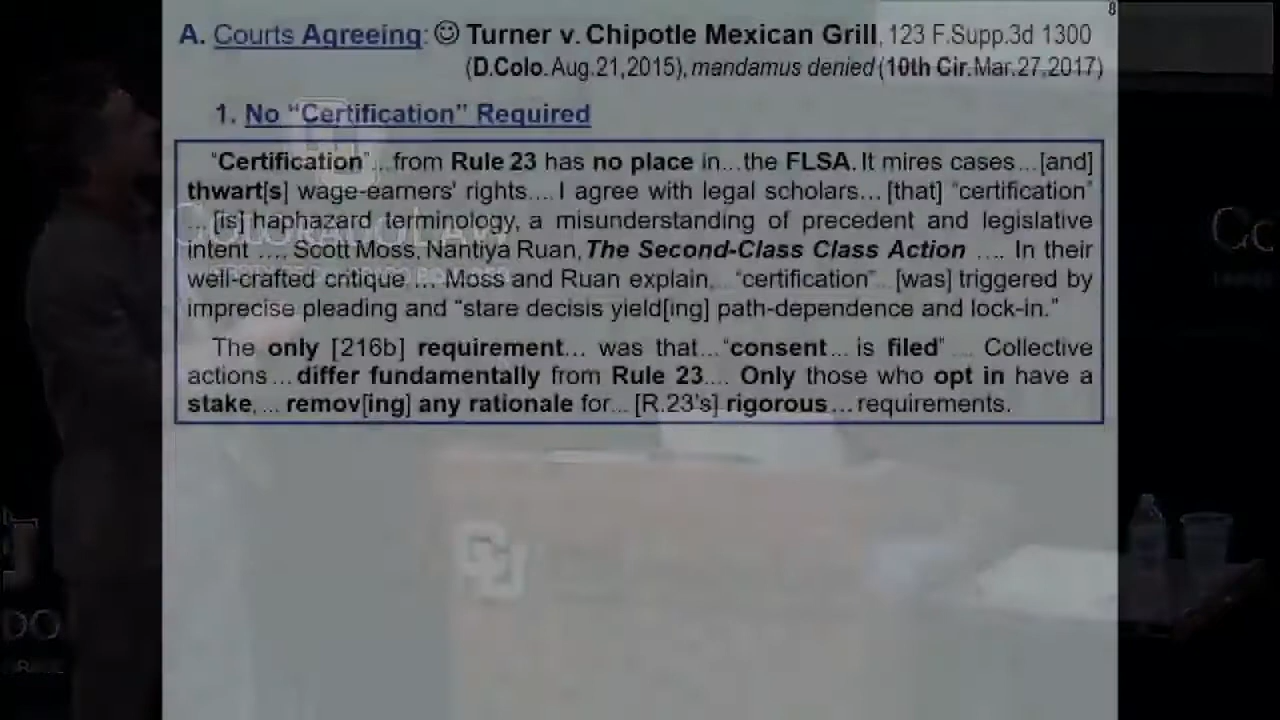 8
A. Courts Agreeing: ☺ Turner v. Chipotle Mexican Grill, 123 F.Supp.3d 1300
(D.Colo.Aug.21,2015), mandamus denied (10th Cir.Mar.27,2017)
1. No “Certification” Required
“Certification”...from Rule 23 has no place in...the FLSA. It mires cases...[and]
thwart[s] wage-earners' rights.... I agree with legal scholars...[that] “certification”
... [is] haphazard terminology, a misunderstanding of precedent and legislative
intent .... Scott Moss, Nantiya Ruan, The Second-Class Class Action .... In their
well-crafted critique ... Moss and Ruan explain, “certification”...[was] triggered by
imprecise pleading and “stare decisis yield[ing] path-dependence and lock-in.”
The only [216b] requirement... was that...“consent... is filed” .... Collective
actions...differ fundamentally from Rule 23.... Only those who opt in have a
stake,... remov[ing] any rationale for... [R.23's] rigorous...requirements.
COLORADO LAW
CU
Co
DO